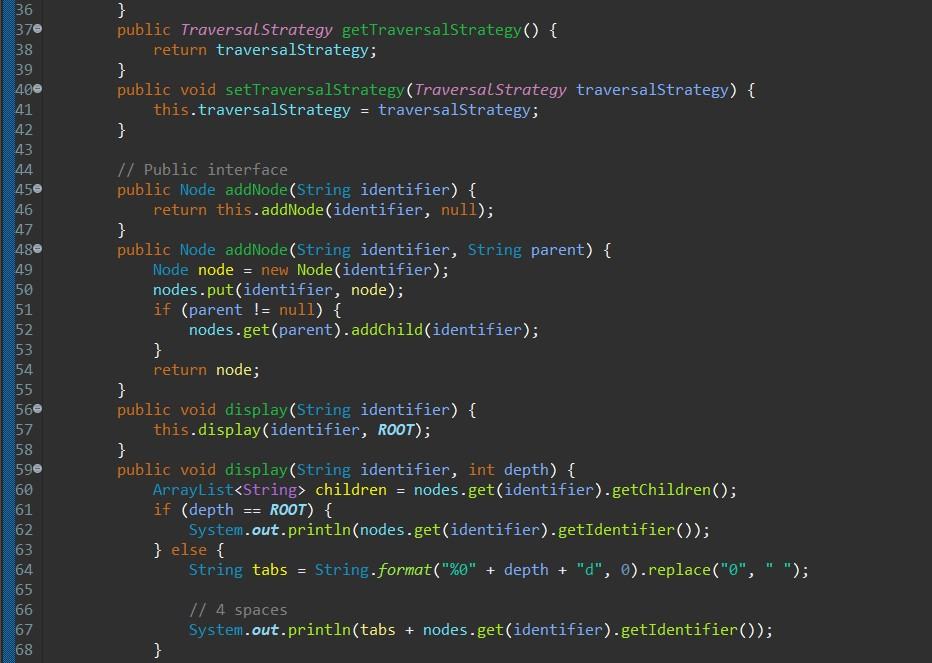 36        }
37        public TraversalStrategy getTraversalStrategy() {
38            return traversalStrategy;
39        }
40        public void setTraversalStrategy(TraversalStrategy traversalStrategy) {
41            this.traversalStrategy = traversalStrategy;
42        }
43
44        // Public interface
45        public Node addNode(String identifier) {
46            return this.addNode(identifier, null);
47        }
48        public Node addNode(String identifier, String parent) {
49            Node node = new Node(identifier);
50            nodes.put(identifier, node);
51            if (parent != null) {
52                nodes.get(parent).addChild(identifier);
53            }
54            return node;
55        }
56        public void display(String identifier) {
57            this.display(identifier, ROOT);
58        }
59        public void display(String identifier, int depth) {
60            ArrayList<String> children = nodes.get(identifier).getChildren();
61            if (depth == ROOT) {
62                System.out.println(nodes.get(identifier).getIdentifier());
63            } else {
64                String tabs = String.format("%0" + depth + "d", 0).replace("0", " ");
65
66                // 4 spaces
67                System.out.println(tabs + nodes.get(identifier).getIdentifier());
68            }